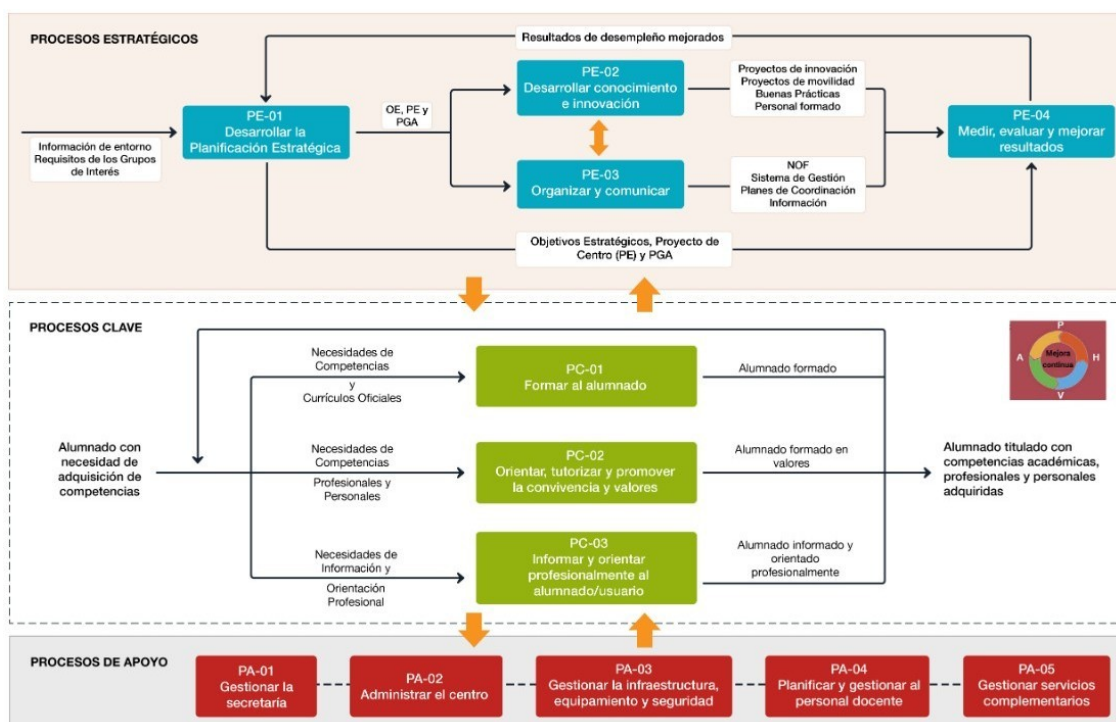 PROCESOS ESTRATÉGICOS
Resultados de desempleño mejorados
PE-01
Desarrollar la
Planificación Estratégica
Información de entorno
Requisitos de los Grupos
de Interés
OE, PE y
PGA
PE-02
Desarrollar conocimiento
e innovación
PE-03
Organizar y comunicar
Proyectos de innovación
Proyectos de movilidad
Buenas Prácticas
Personal formado
NOF
Sistema de Gestión
Planes de Coordinación
Información
PE-04
Medir, evaluar y mejorar
resultados
Objetivos Estratégicos, Proyecto de
Centro (PE) y PGA
PROCESOS CLAVE
P
A
Mejora
continua
H
V
Alumnado con
necesidad de
adquisición de
competencias
Necesidades de
Competencias
y
Currículos Oficiales
PC-01
Formar al alumnado
Alumnado formado
Necesidades de
Competencias
Profesionales y
Personales
PC-02
Orientar, tutorizar y promover
la convivencia y valores
Alumnado formado en
valores
Necesidades de
Información y
Orientación
Profesional
PC-03
Informar y orientar
profesionalmente al
alumnado/usuario
Alumnado informado y
orientado
profesionalmente
Alumnado titulado con
competencias académicas,
profesionales y personales
adquiridas
PROCESOS DE APOYO
PA-01
Gestionar la
secretaría
PA-02
Administrar el centro
PA-03
Gestionar la infraestructura,
equipamiento y seguridad
PA-04
Planificar y gestionar al
personal docente
PA-05
Gestionar servicios
complementarios